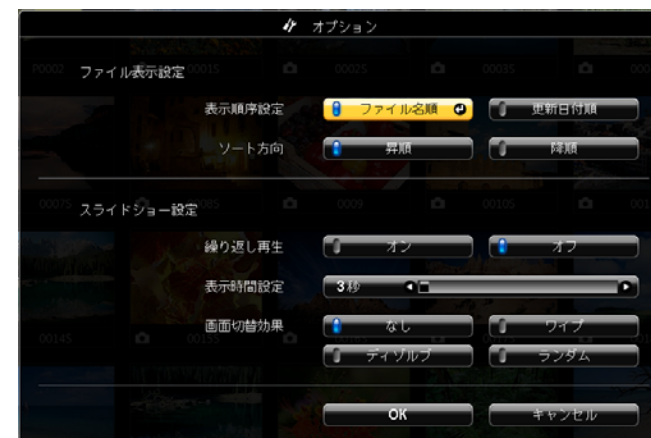 オプション
ファイル表示設定
表示順序設定 ファイル名順 更新日付順
ソート方向 昇順 降順
スライドショー設定
繰り返し再生 オン オフ
表示時間設定 3秒
画面切替効果 なし ワイプ
ディゾルブ ランダム
OK キャンセル